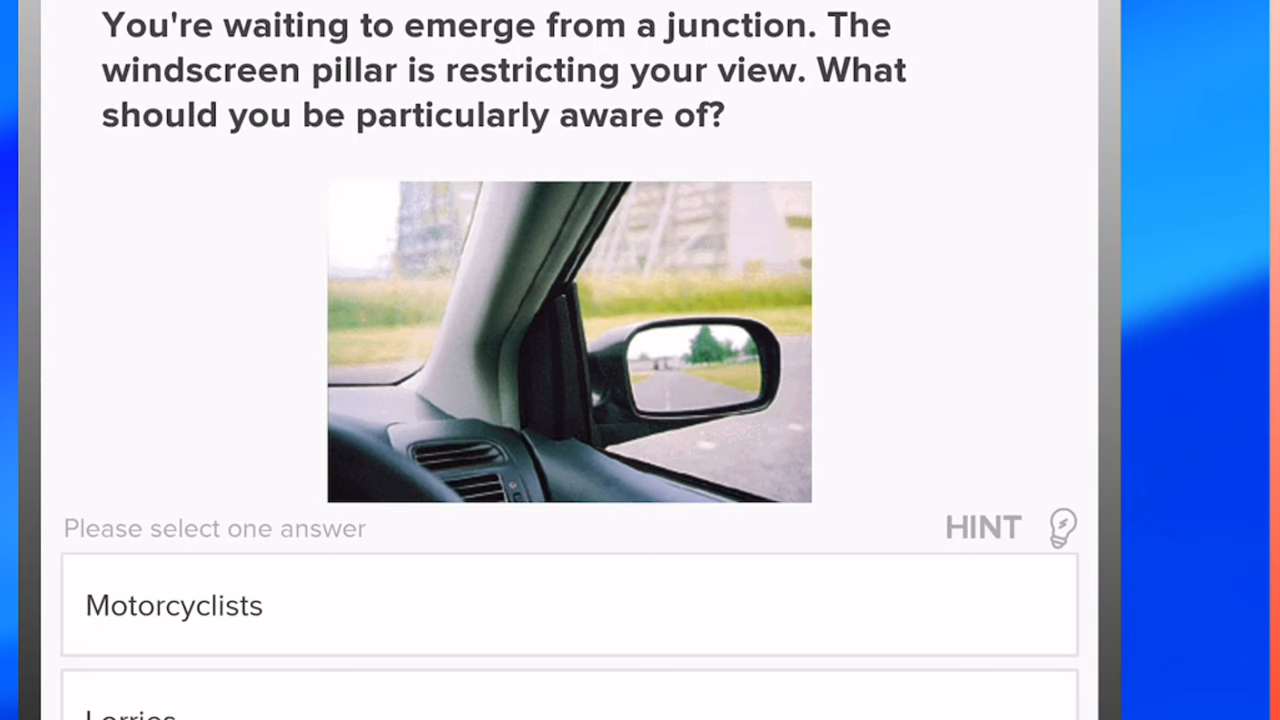 You're waiting to emerge from a junction. The
windscreen pillar is restricting your view. What
should you be particularly aware of?
Please select one answer
HINT
Motorcyclists
Lorries